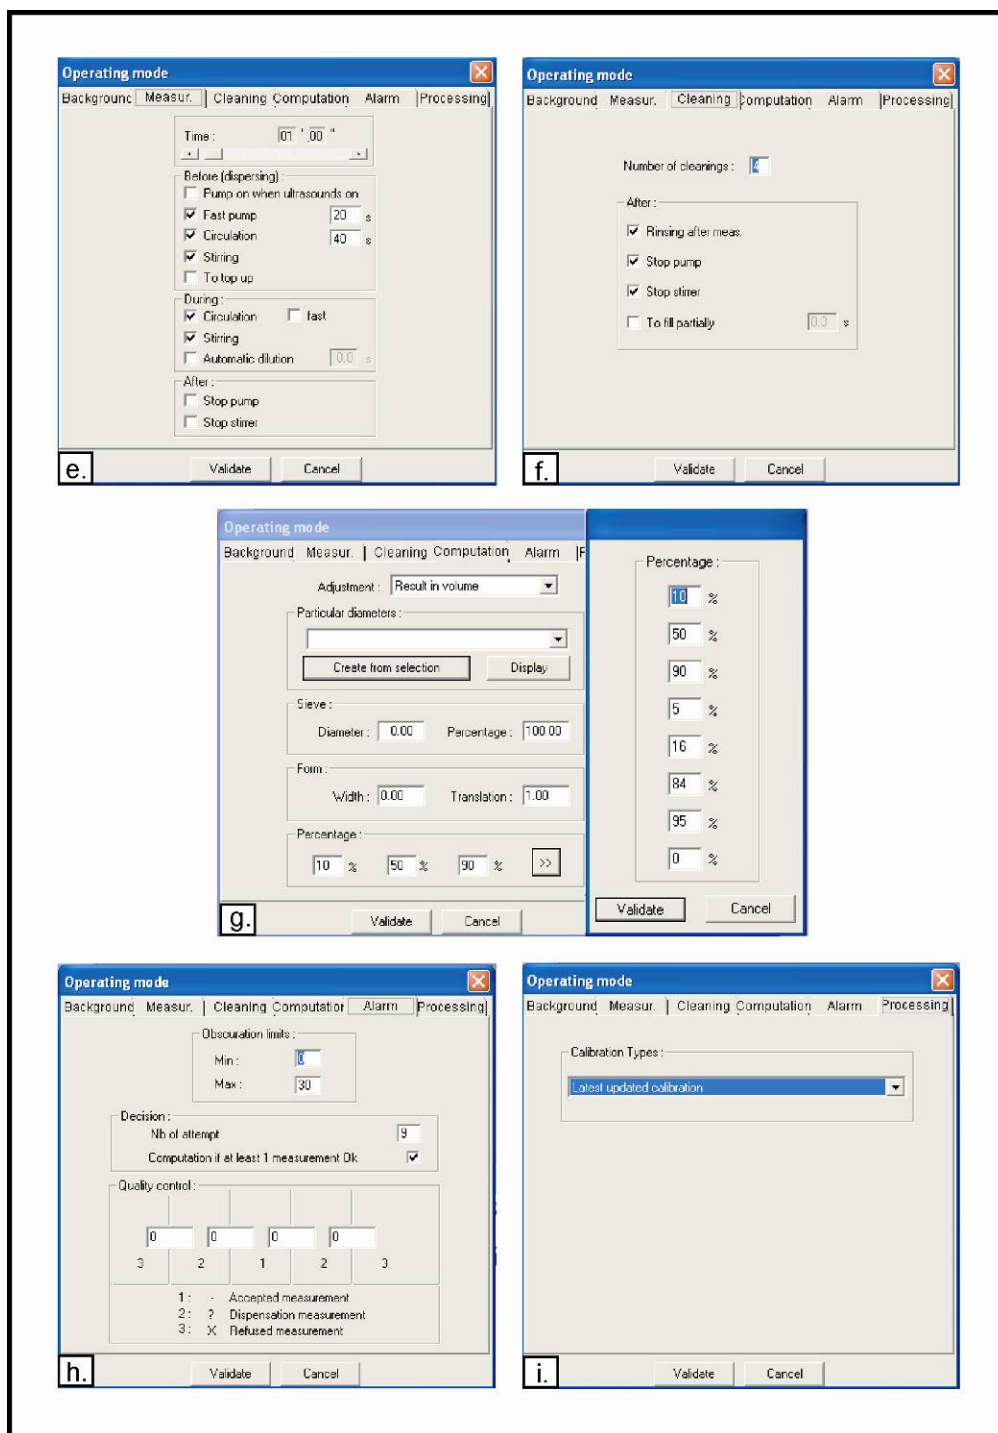 Operating mode
Background Measur. Cleaning Computation Alarm Processing
Time : 01 ' 00 "
Before (dispersing) :
Pump on when ultrasounds on
Fast pump 20 s
Circulation 40 s
Stirring
To top up
During :
Circulation fast
Stirring
Automatic dilution 0.0 s
After :
Stop pump
Stop stirrer
Validate Cancel
e.
Operating mode
Background Measur. Cleaning Computation Alarm Processing
Number of cleanings : 4
After :
Rinsing after meas.
Stop pump
Stop stirrer
To fill partially 0.0 s
Validate Cancel
f.
Operating mode
Background Measur. Cleaning Computation Alarm
Adjustment : Result in volume
Particular diameters :
Create from selection Display
Sieve :
Diameter : 0.00 Percentage : 100.00
Form :
Width : 0.00 Translation : 1.00
Percentage :
10 % 50 % 90 % >>
Validate Cancel
g.
Percentage :
10 %
50 %
90 %
5 %
16 %
84 %
95 %
0 %
Validate Cancel
Operating mode
Background Measur. Cleaning Computation Alarm Processing
Obscuration limits :
Min : 0
Max : 30
Decision :
Nb of attempt 9
Computation if at least 1 measurement Ok
Quality control :
0 0 0 0
3 2 1 2 3
1 : - Accepted measurement
2 : ? Dispensation measurement
3 : X Refused measurement
Validate Cancel
h.
Operating mode
Background Measur. Cleaning Computation Alarm Processing
Calibration Types :
Latest updated calibration
Validate Cancel
i.